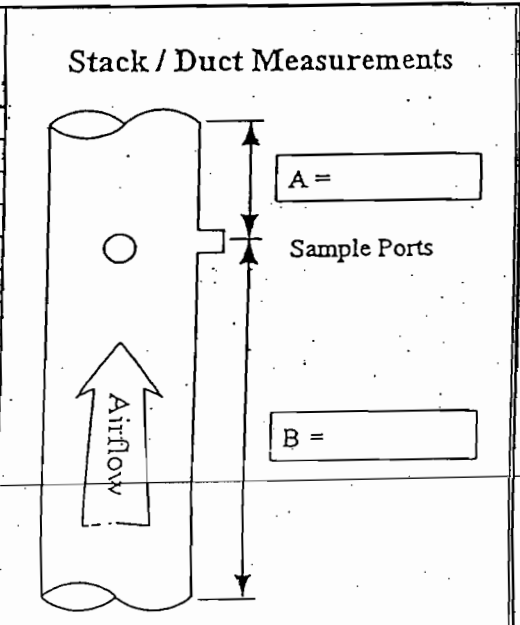 Stack / Duct Measurements
A =
Sample Ports
Airflow
B =